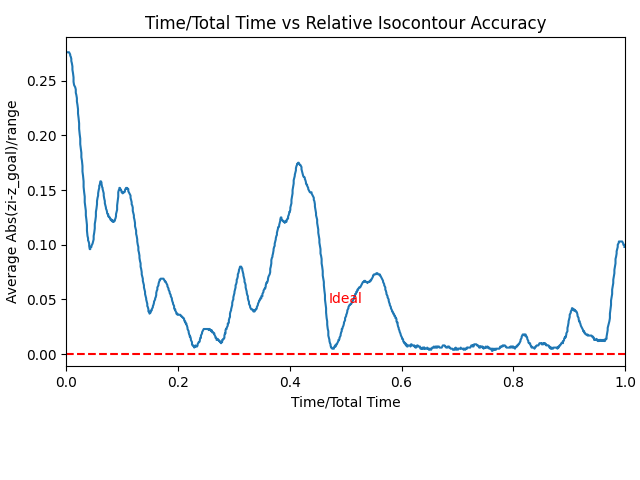 Time/Total Time vs Relative Isocontour Accuracy
Average Abs(zi-z_goal)/range
0.25
0.20
0.15
0.10
0.05
0.00
Ideal
0.0 0.2 0.4 0.6 0.8 1.0
Time/Total Time